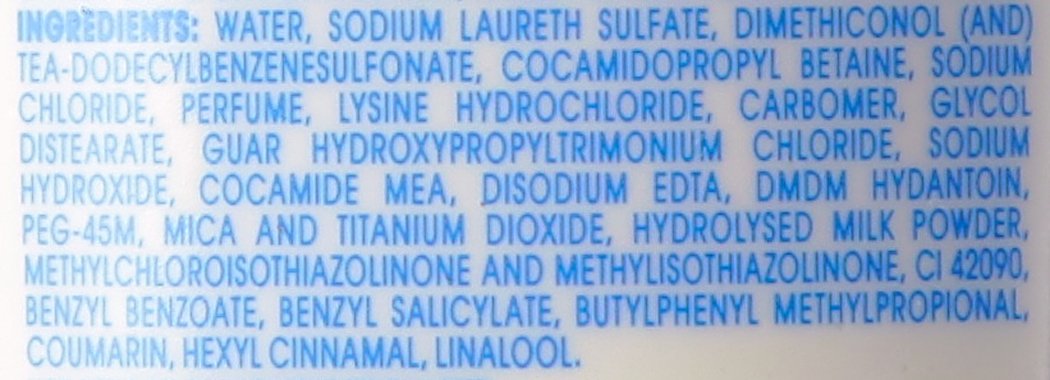 INGREDIENTS: WATER, SODIUM LAURETH SULFATE, DIMETHICONOL (AND)
TEA-DODECYLBENZENESULFONATE, COCAMIDOPROPYL BETAINE, SODIUM
CHLORIDE, PERFUME, LYSINE HYDROCHLORIDE, CARBOMER, GLYCOL
DISTEARATE, GUAR HYDROXYPROPYLTRIMONIUM CHLORIDE, SODIUM
HYDROXIDE, COCAMIDE MEA, DISODIUM EDTA, DMDM HYDANTOIN,
PEG-45M, MICA AND TITANIUM DIOXIDE, HYDROLYSED MILK POWDER,
METHYLCHLOROISOTHIAZOLINONE AND METHYLISOTHIAZOLINONE, CI 42090,
BENZYL BENZOATE, BENZYL SALICYLATE, BUTYLPHENYL METHYLPROPIONAL,
COUMARIN, HEXYL CINNAMAL, LINALOOL.